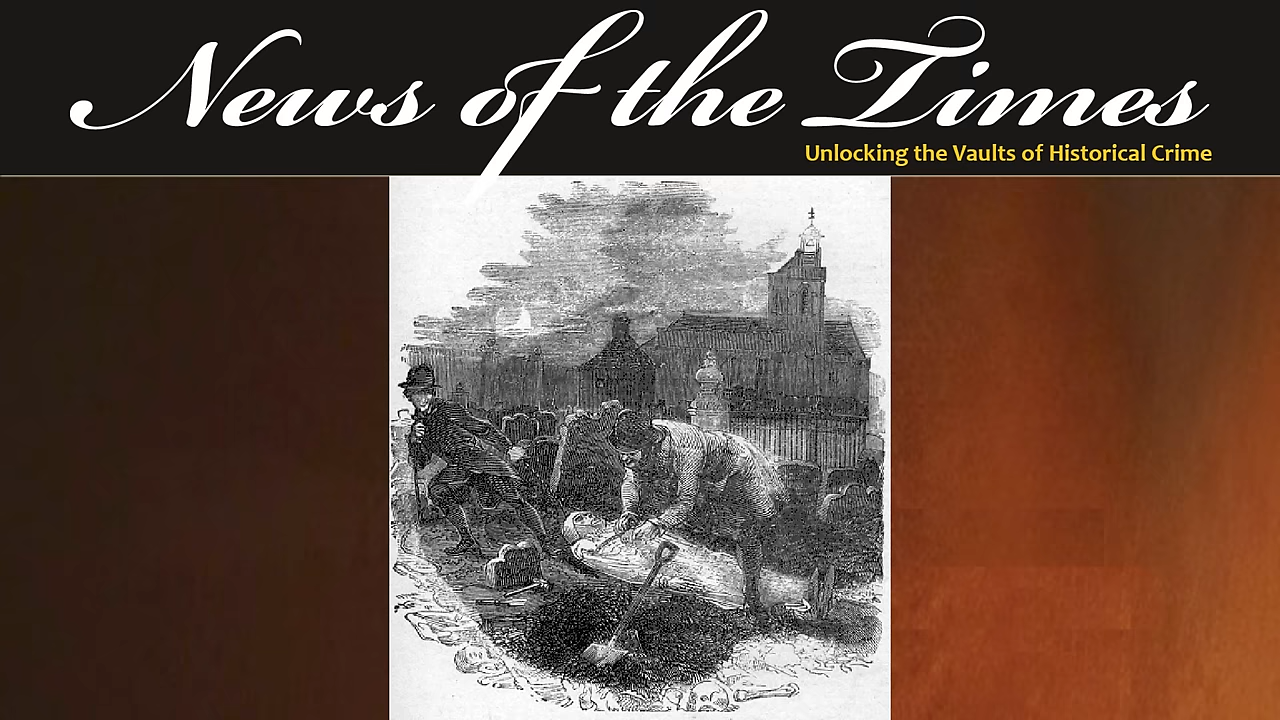 News of the Times
Unlocking the Vaults of Historical Crime